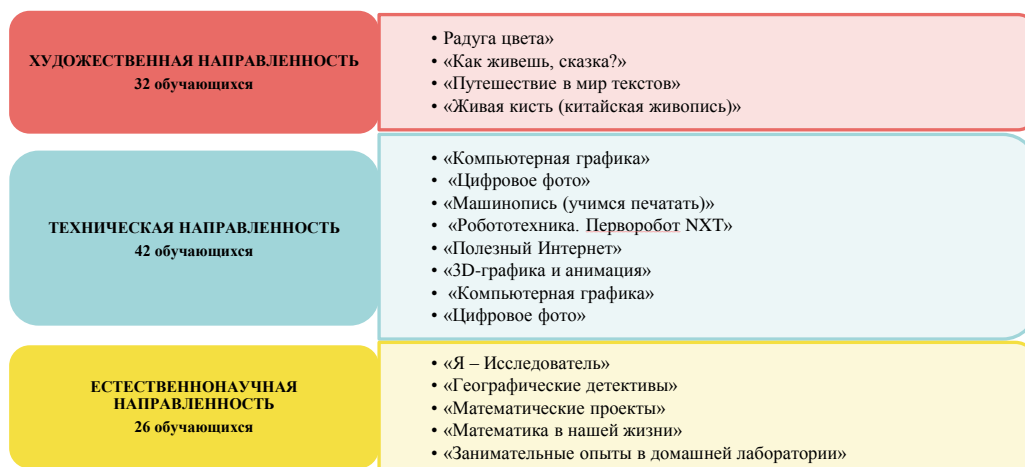 ХУДОЖЕСТВЕННАЯ НАПРАВЛЕННОСТЬ
32 обучающихся
• Радуга цвета»
• «Как живешь, сказка?»
• «Путешествие в мир текстов»
• «Живая кисть (китайская живопись)»
ТЕХНИЧЕСКАЯ НАПРАВЛЕННОСТЬ
42 обучающихся
• «Компьютерная графика»
• «Цифровое фото»
• «Машинопись (учимся печатать)»
• «Робототехника. Перворобот NXT»
• «Полезный Интернет»
• «3D-графика и анимация»
• «Компьютерная графика»
• «Цифровое фото»
ЕСТЕСТВЕННОНАУЧНАЯ
НАПРАВЛЕННОСТЬ
26 обучающихся
• «Я – Исследователь»
• «Географические детективы»
• «Математические проекты»
• «Математика в нашей жизни»
• «Занимательные опыты в домашней лаборатории»